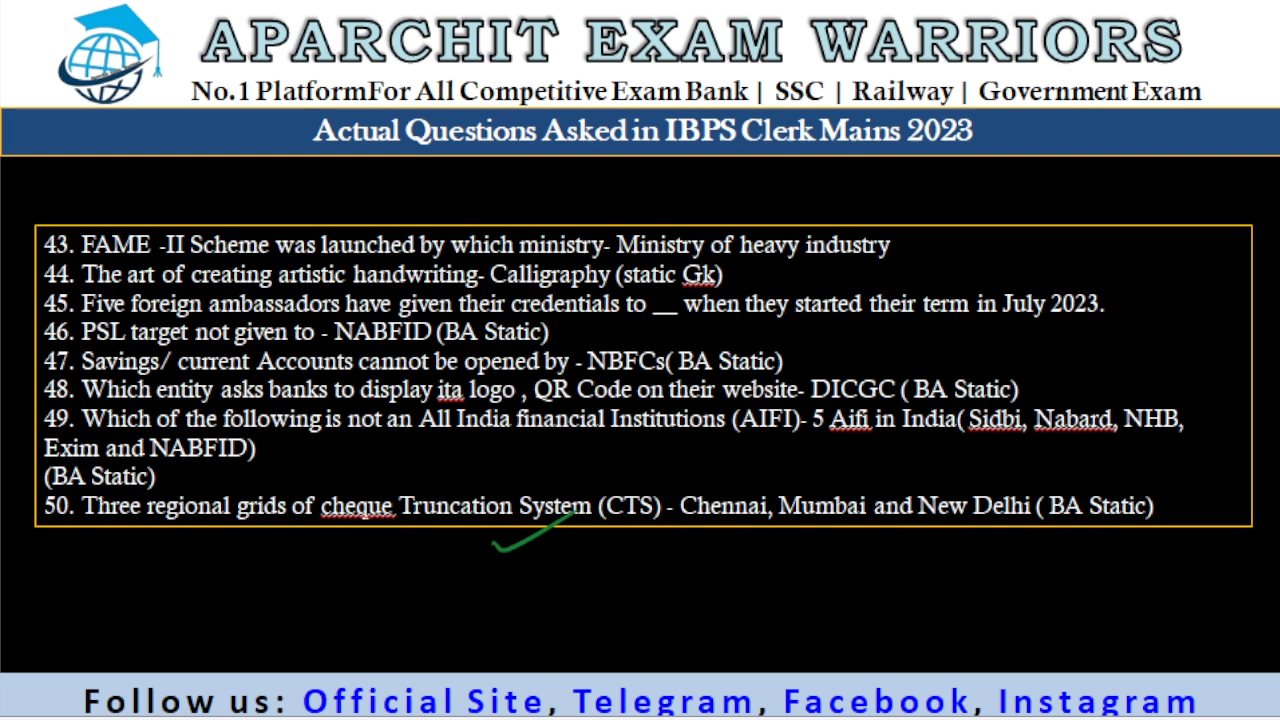 APARCHIT EXAM WARRIORS
No.1 PlatformFor All Competitive Exam Bank | SSC | Railway | Government Exam
Actual Questions Asked in IBPS Clerk Mains 2023
43. FAME -II Scheme was launched by which ministry- Ministry of heavy industry
44. The art of creating artistic handwriting- Calligraphy (static Gk)
45. Five foreign ambassadors have given their credentials to __ when they started their term in July 2023.
46. PSL target not given to - NABFID (BA Static)
47. Savings/ current Accounts cannot be opened by - NBFCs( BA Static)
48. Which entity asks banks to display ita logo , QR Code on their website- DICGC ( BA Static)
49. Which of the following is not an All India financial Institutions (AIFI)- 5 Aifi in India( Sidbi, Nabard, NHB,
Exim and NABFID)
(BA Static)
50. Three regional grids of cheque Truncation System (CTS) - Chennai, Mumbai and New Delhi ( BA Static)
Follow us: Official Site, Telegram, Facebook, Instagram